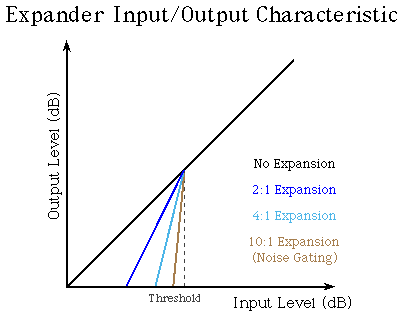 Expander Input/Output Characteristic
Output Level (dB)
No Expansion
2:1 Expansion
4:1 Expansion
10:1 Expansion
(Noise Gating)
Threshold
Input Level (dB)